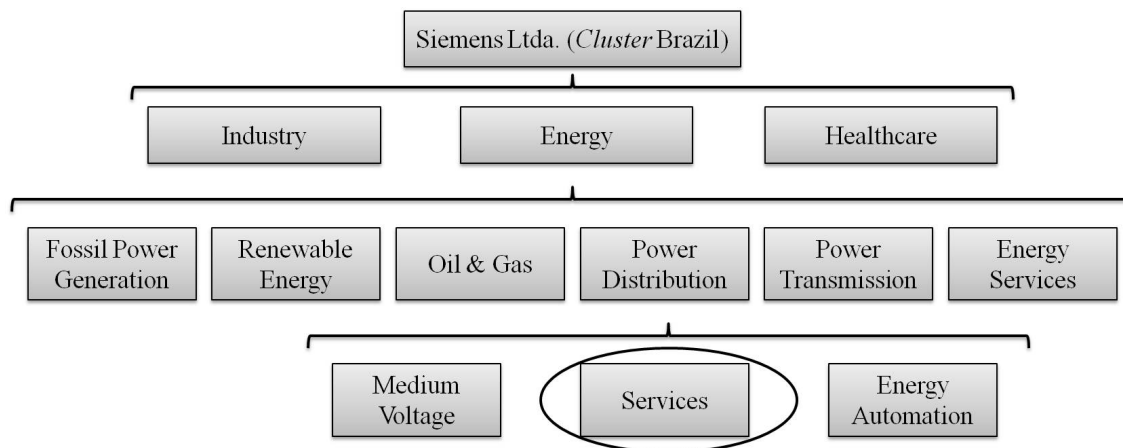 Siemens Ltda. (Cluster Brazil)
Industry
Energy
Healthcare
Fossil Power
Generation
Renewable
Energy
Oil & Gas
Power
Distribution
Power
Transmission
Energy
Services
Medium
Voltage
Services
Energy
Automation